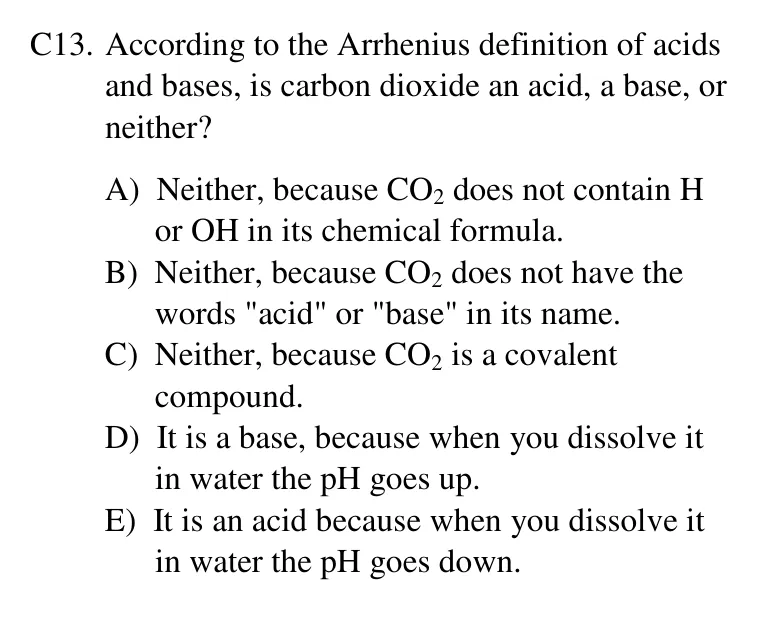 C13. According to the Arrhenius definition of acids
and bases, is carbon dioxide an acid, a base, or
neither?
A) Neither, because CO₂ does not contain H
or OH in its chemical formula.
B) Neither, because CO₂ does not have the
words "acid" or "base" in its name.
C) Neither, because CO₂ is a covalent
compound.
D) It is a base, because when you dissolve it
in water the pH goes up.
E) It is an acid because when you dissolve it
in water the pH goes down.